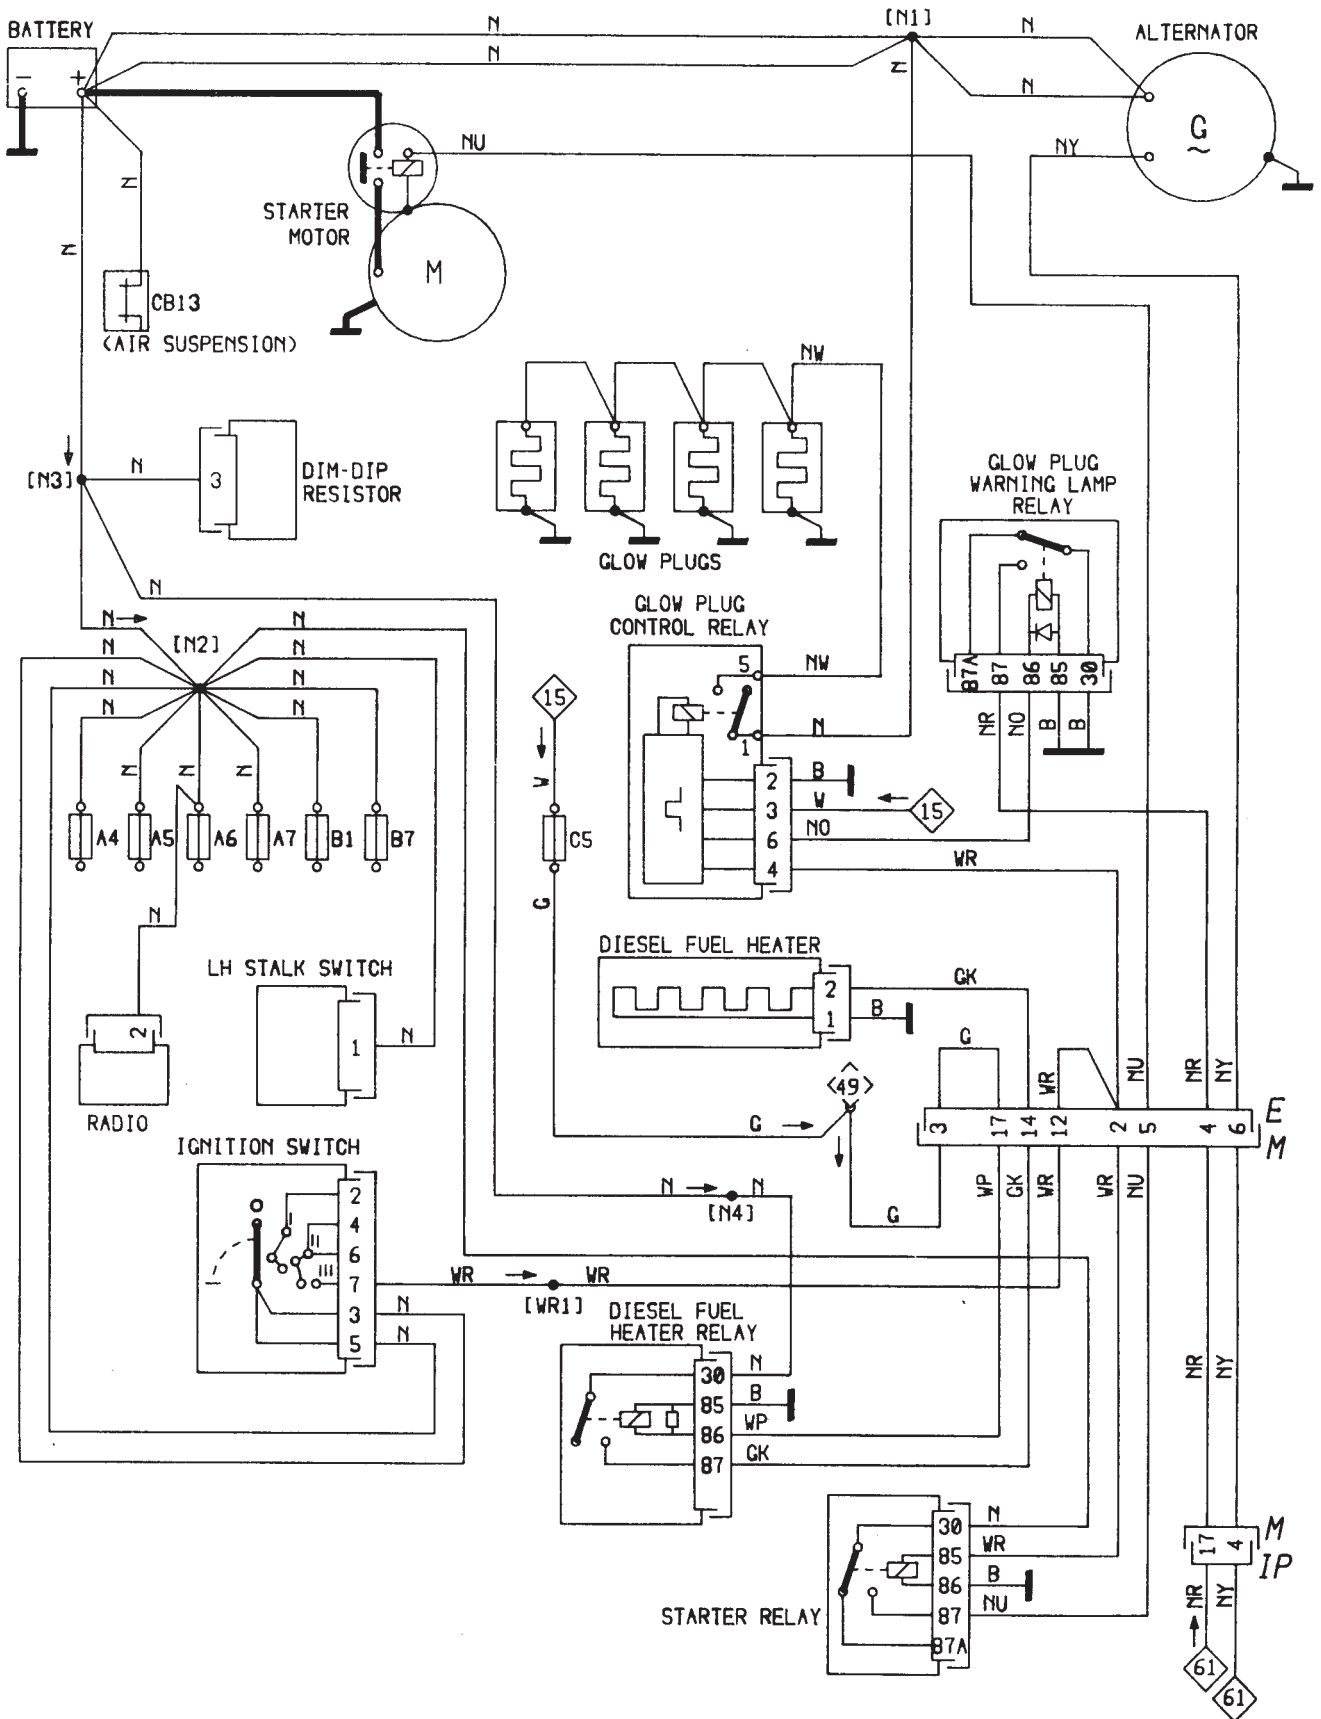 BATTERY
[N1]
ALTERNATOR
N
N
N
N
N
− +
G
~
NU
NY
N
N
STARTER
MOTOR
M
CB13
(AIR SUSPENSION)
NW
[N3]
N
3
DIM-DIP
RESISTOR
GLOW PLUG
WARNING LAMP
RELAY
GLOW PLUGS
N
GLOW PLUG
CONTROL RELAY
N
N
[N2]
N
N
N
N
N
N
5
NW
87A 87 86 85 30
15
NR NO B B
N
1
N N N
W
2 B
3 W
15
6 NO
4 WR
A4 A5 A6 A7 B1 B7
C5
G
N
DIESEL FUEL HEATER
LH STALK SWITCH
2 GK
1 B
2
1 N
G
WR
NU
NR NY
RADIO
49
G
3 17 14 12 2 5 4 6
E
M
IGNITION SWITCH
WP GK WR WR NU
N N
[N4]
G
O
I
II
III
2
4
6
7 WR WR
[WR1]
3 N
5 N
DIESEL FUEL
HEATER RELAY
NR NY
30 N
85 B
86 WP
87 GK
30 N
85 WR
86 B
87 NU
87A
STARTER RELAY
17 4
M
IP
NR NY
61
61